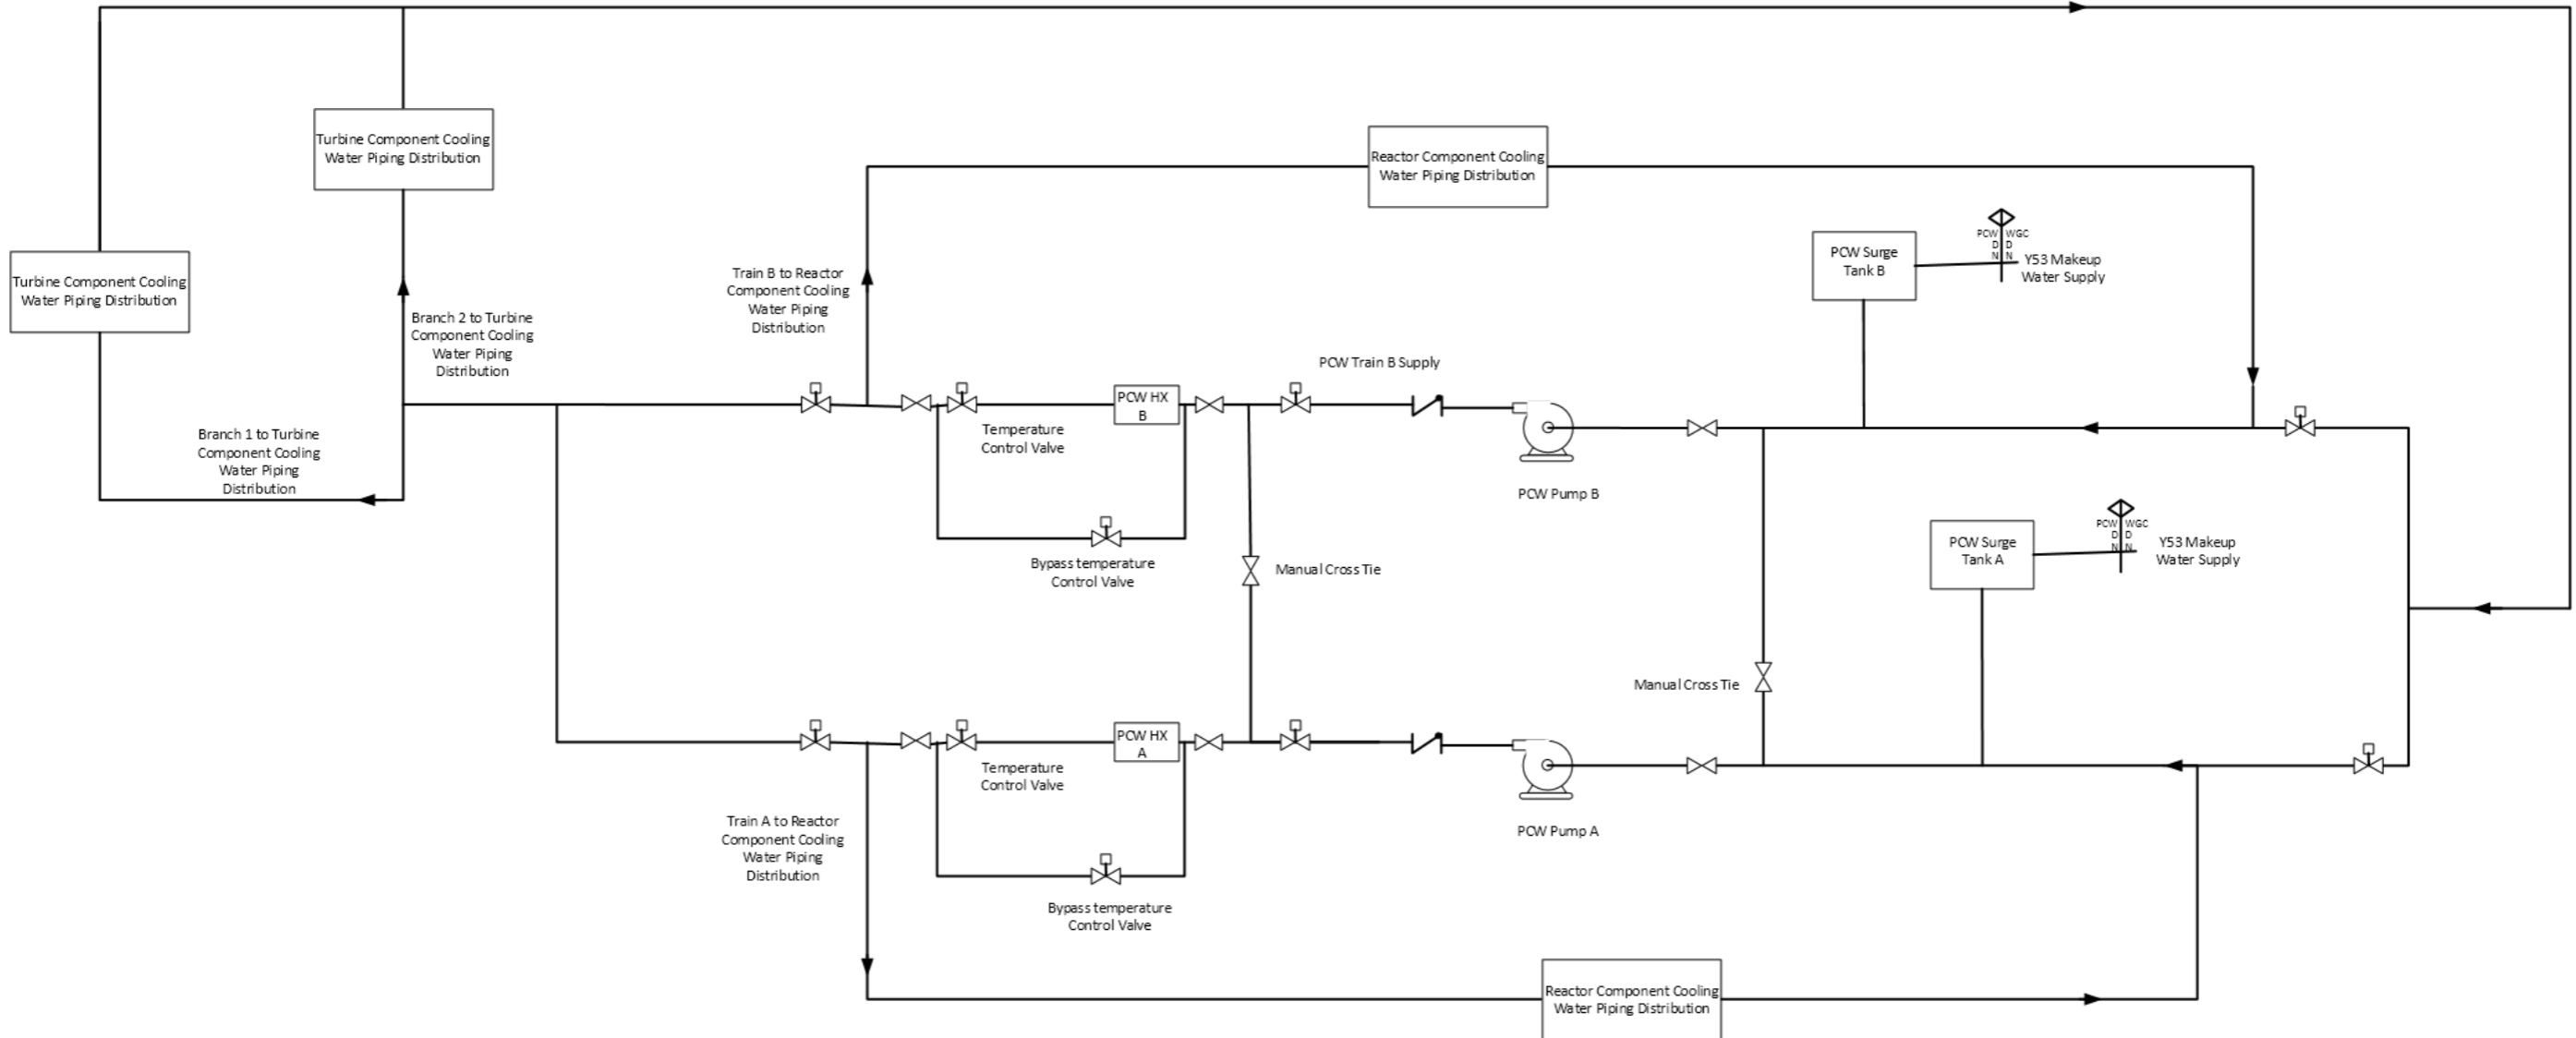 Turbine Component Cooling
Water Piping Distribution
Turbine Component Cooling
Water Piping Distribution
Branch 2 to Turbine
Component Cooling
Water Piping
Distribution
Branch 1 to Turbine
Component Cooling
Water Piping
Distribution
Train B to Reactor
Component Cooling
Water Piping
Distribution
Reactor Component Cooling
Water Piping Distribution
PCW Surge
Tank B
PCW WGC
D D
N N
Y53 Makeup
Water Supply
PCW Train B Supply
PCW HX
B
Temperature
Control Valve
PCW Pump B
Bypass temperature
Control Valve
Manual Cross Tie
PCW Surge
Tank A
PCW WGC
D D
N N
Y53 Makeup
Water Supply
Manual Cross Tie
PCW HX
A
Temperature
Control Valve
PCW Pump A
Train A to Reactor
Component Cooling
Water Piping
Distribution
Bypass temperature
Control Valve
Reactor Component Cooling
Water Piping Distribution